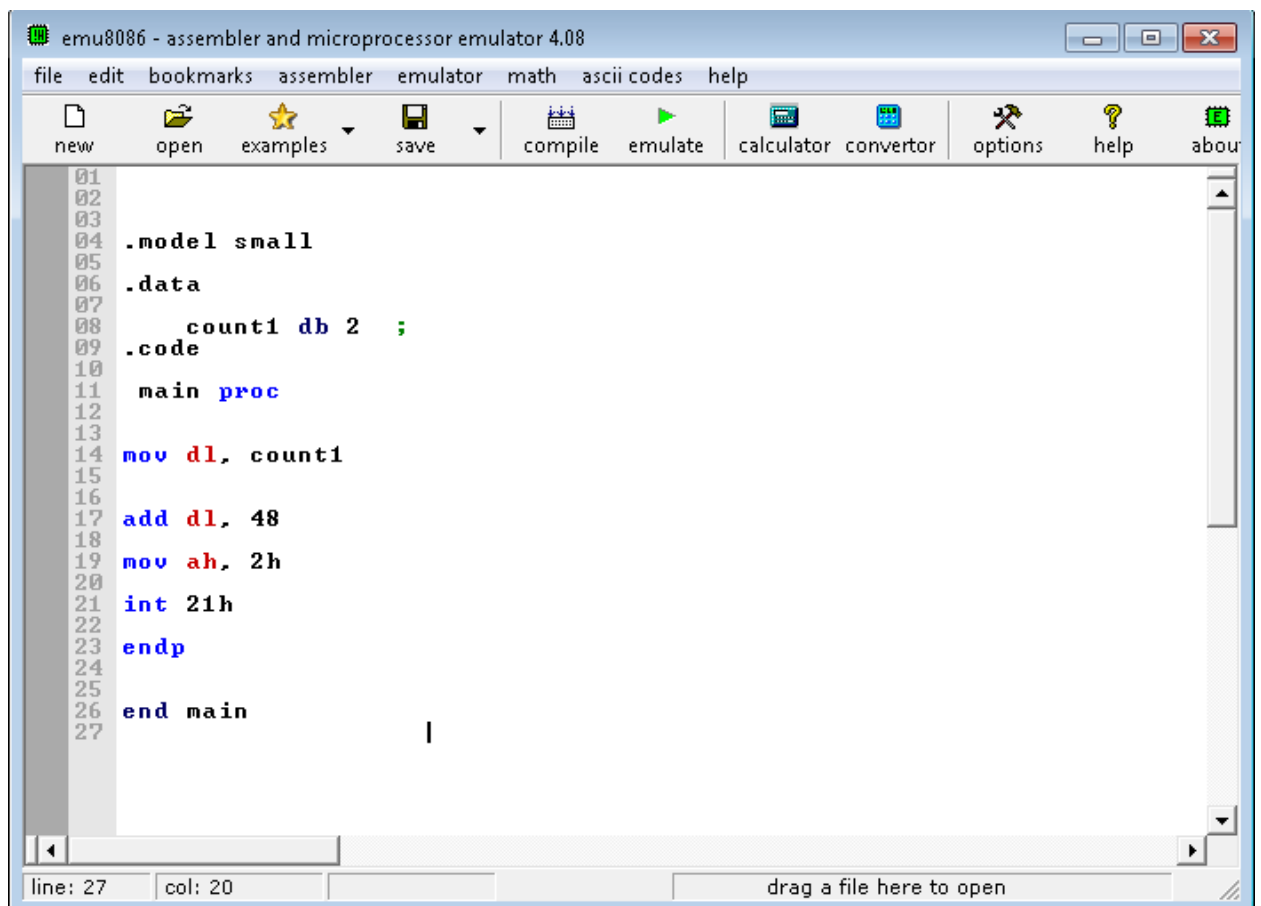 emu8086 - assembler and microprocessor emulator 4.08
file edit bookmarks assembler emulator math ascii codes help
new open examples save compile emulate calculator convertor options help abou
01
02
03
04 .model small
05
06 .data
07
08 count1 db 2 ;
09 .code
10
11 main proc
12
13
14 mov dl, count1
15
16
17 add dl, 48
18
19 mov ah, 2h
20
21 int 21h
22
23 endp
24
25
26 end main
27
line: 27 col: 20 drag a file here to open